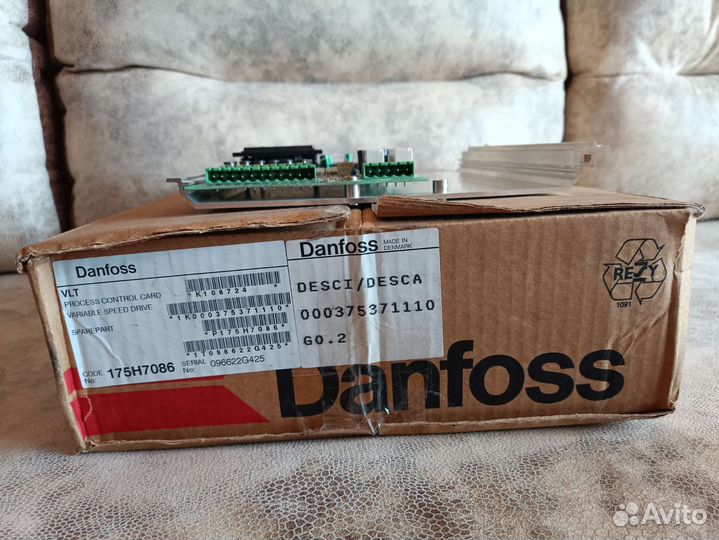 Danfoss
VLT
PROCESS CONTROL CARD
*K106724*
VARIABLE SPEED DRIVE
*1K000375371110*
SPAREPART
*P175H7086*
*1T096622G425*
CODE No: 175H7086
SERIAL No: 096622G425
Danfoss MADE IN DENMARK
DESCI/DESCA
000375371110
G0.2
RESY
1091
Danfoss
Avito